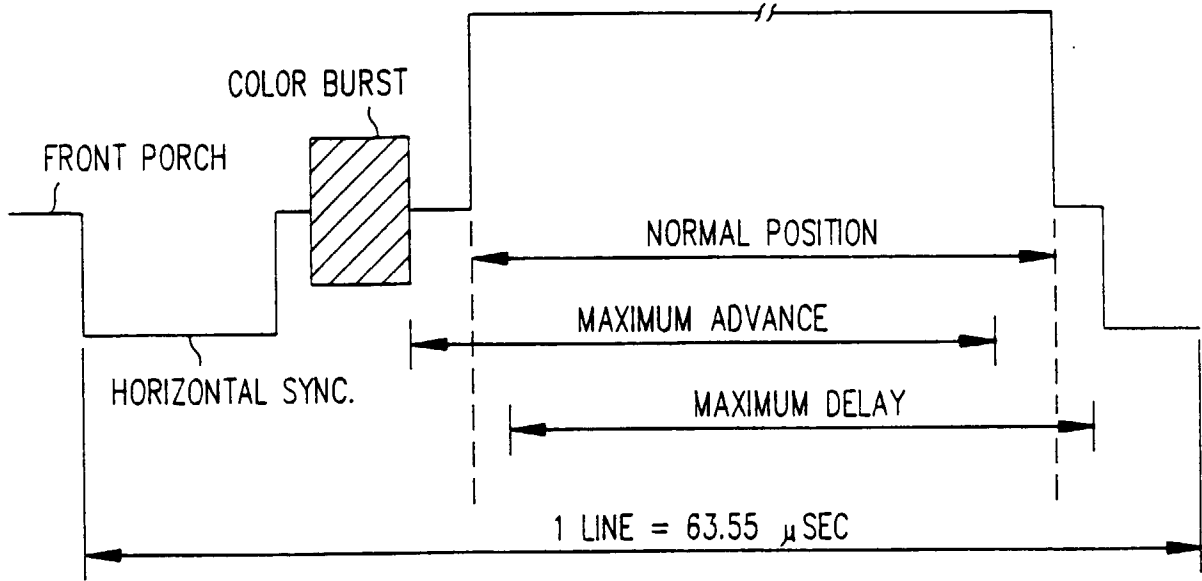 COLOR BURST
FRONT PORCH
NORMAL POSITION
MAXIMUM ADVANCE
HORIZONTAL SYNC.
MAXIMUM DELAY
1 LINE = 63.55 μSEC